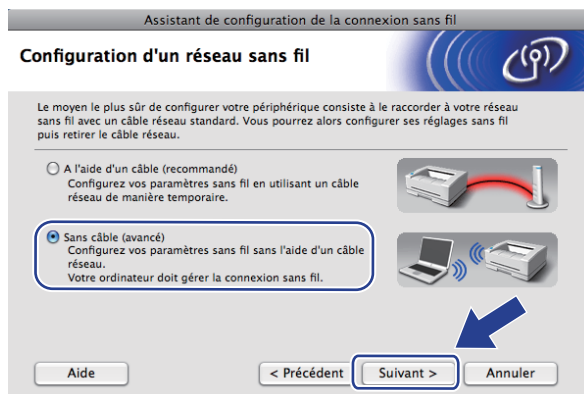 Assistant de configuration de la connexion sans fil
Configuration d'un réseau sans fil
Le moyen le plus sûr de configurer votre périphérique consiste à le raccorder à votre réseau
sans fil avec un câble réseau standard. Vous pourrez alors configurer ses réglages sans fil
puis retirer le câble réseau.
A l'aide d'un câble (recommandé)
Configurez vos paramètres sans fil en utilisant un câble
réseau de manière temporaire.
Sans câble (avancé)
Configurez vos paramètres sans fil sans l'aide d'un câble
réseau.
Votre ordinateur doit gérer la connexion sans fil.
Aide
< Précédent
Suivant >
Annuler